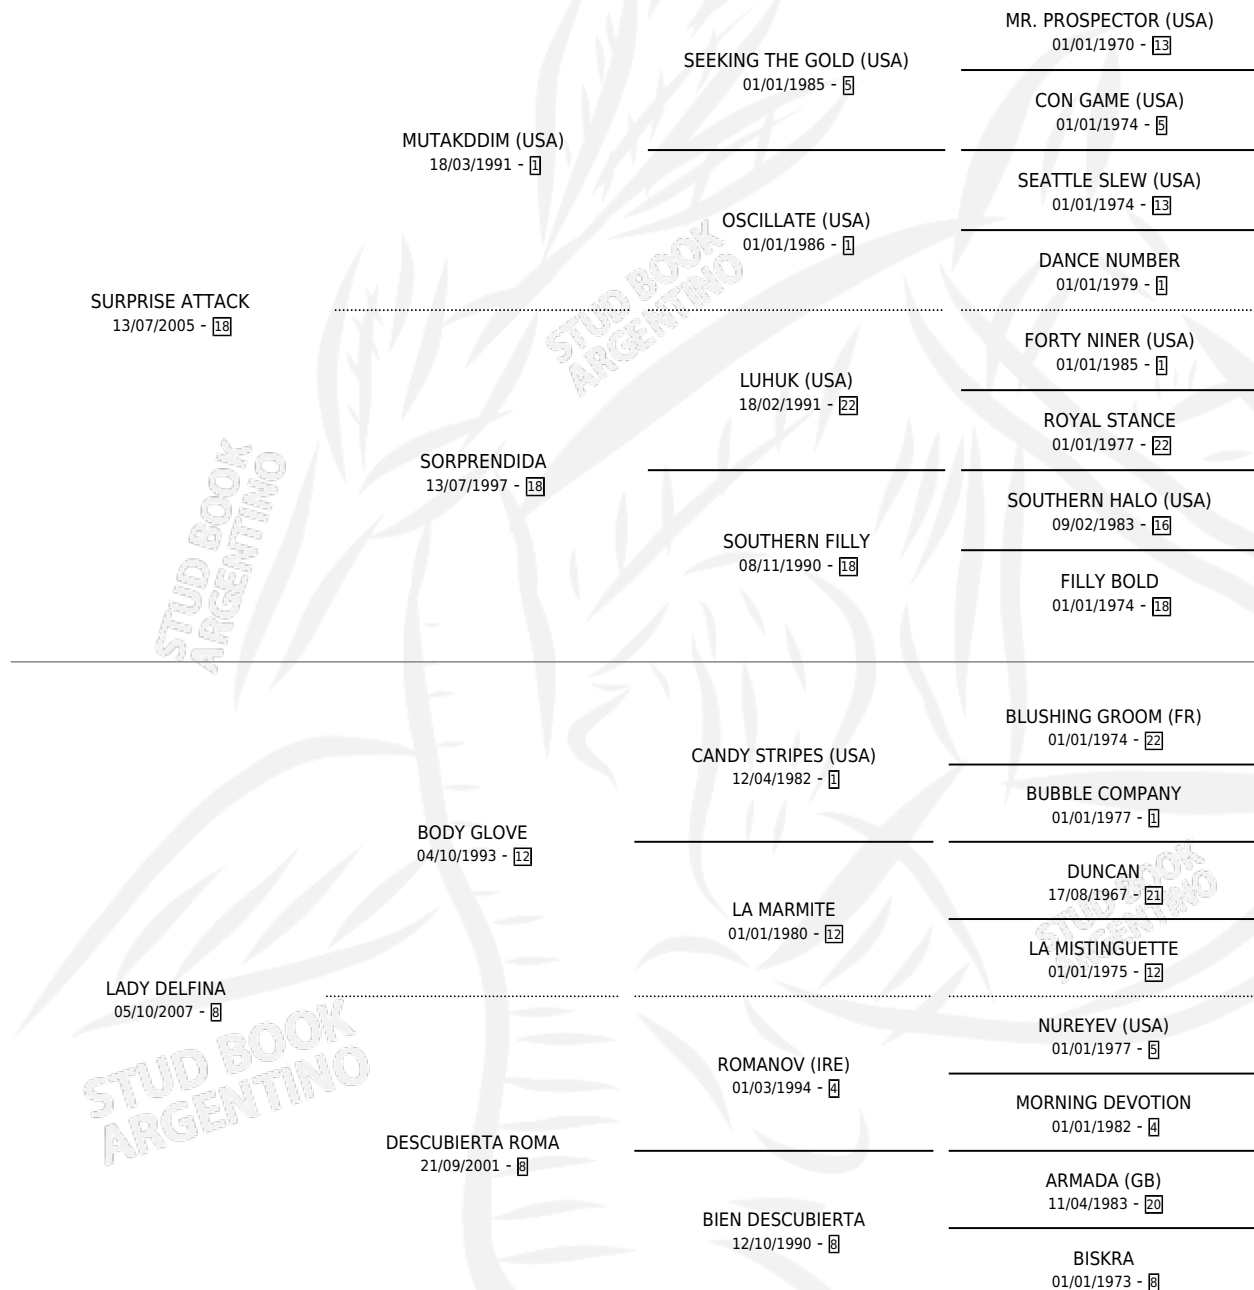 MR. PROSPECTOR (USA)
01/01/1970 - 13
SEEKING THE GOLD (USA)
01/01/1985 - 5
CON GAME (USA)
01/01/1974 - 5
MUTAKDDIM (USA)
18/03/1991 - 1
SEATTLE SLEW (USA)
01/01/1974 - 13
OSCILLATE (USA)
01/01/1986 - 1
DANCE NUMBER
01/01/1979 - 1
SURPRISE ATTACK
13/07/2005 - 18
STUD BOOK
ARGENTINO
FORTY NINER (USA)
01/01/1985 - 1
LUHUK (USA)
18/02/1991 - 22
ROYAL STANCE
01/01/1977 - 22
SORPRENDIDA
13/07/1997 - 18
SOUTHERN HALO (USA)
09/02/1983 - 16
SOUTHERN FILLY
08/11/1990 - 18
FILLY BOLD
01/01/1974 - 18
STUD BOOK
ARGENTINO
BLUSHING GROOM (FR)
01/01/1974 - 22
CANDY STRIPES (USA)
12/04/1982 - 1
BUBBLE COMPANY
01/01/1977 - 1
BODY GLOVE
04/10/1993 - 12
DUNCAN
17/08/1967 - 21
STUD BOOK
ARGENTINO
LA MARMITE
01/01/1980 - 12
LA MISTINGUETTE
01/01/1975 - 12
LADY DELFINA
05/10/2007 - 8
STUD BOOK
ARGENTINO
NUREYEV (USA)
01/01/1977 - 5
ROMANOV (IRE)
01/03/1994 - 4
MORNING DEVOTION
01/01/1982 - 4
DESCUBIERTA ROMA
21/09/2001 - 8
ARMADA (GB)
11/04/1983 - 20
BIEN DESCUBIERTA
12/10/1990 - 8
BISKRA
01/01/1973 - 8